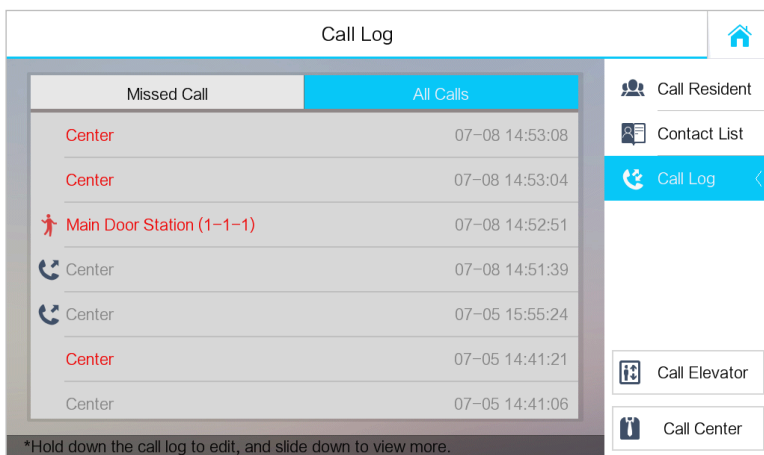 Call Log
Missed Call All Calls
Center 07-08 14:53:08
Center 07-08 14:53:04
Main Door Station (1-1-1) 07-08 14:52:51
Center 07-08 14:51:39
Center 07-05 15:55:24
Center 07-05 14:41:21
Center 07-05 14:41:06
*Hold down the call log to edit, and slide down to view more.
Call Resident
Contact List
Call Log
Call Elevator
Call Center